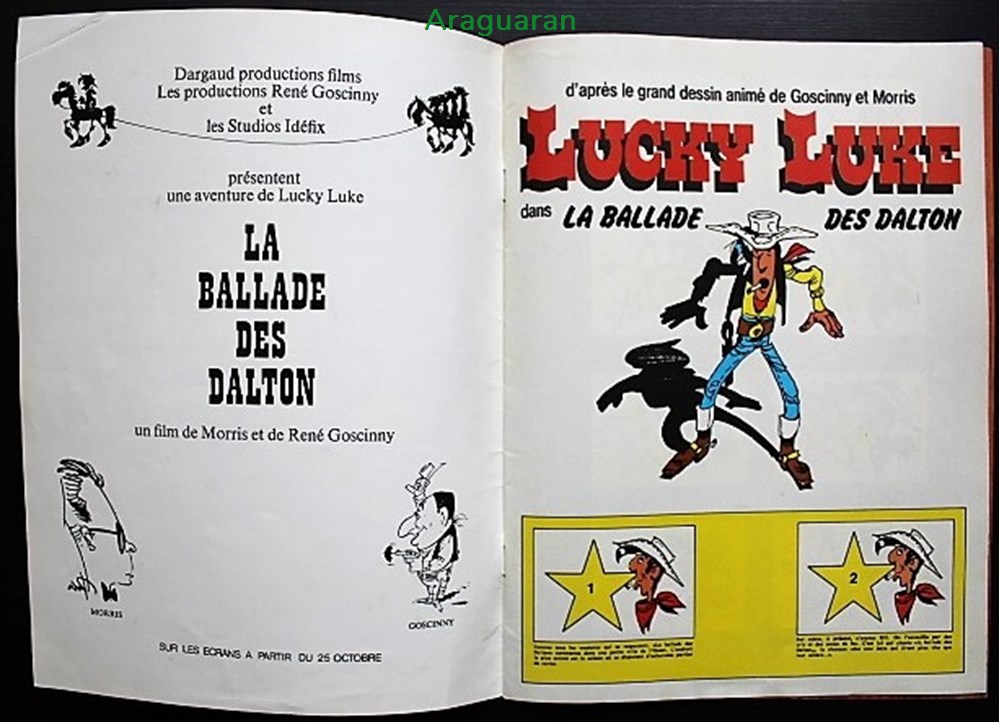 Araguaran
Dargaud productions films
Les productions René Goscinny
et
les Studios Idéfix
présentent
une aventure de Lucky Luke
LA
BALLADE
DES
DALTON
un film de Morris et de René Goscinny
MORRIS
GOSCINNY
SUR LES ECRANS A PARTIR DU 25 OCTOBRE
d'après le grand dessin animé de Goscinny et Morris
LUCKY LUKE
dans LA BALLADE DES DALTON
1
2